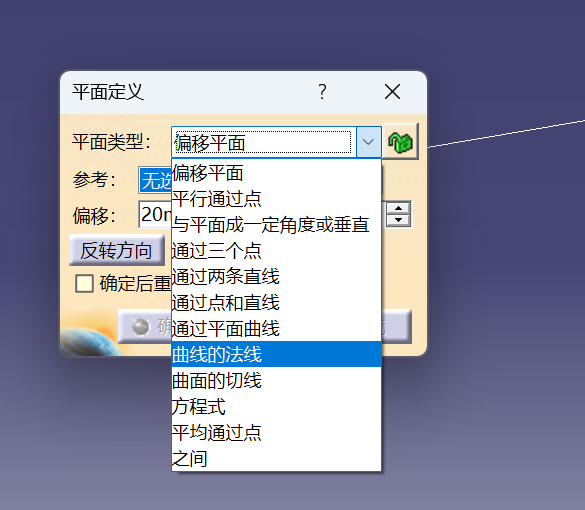 平面定义 ?
平面类型： 偏移平面
参考： 无选
偏移： 20m
反转方向
确定后重
确
偏移平面
平行通过点
与平面成一定角度或垂直
通过三个点
通过两条直线
通过点和直线
通过平面曲线
曲线的法线
曲面的切线
方程式
平均通过点
之间